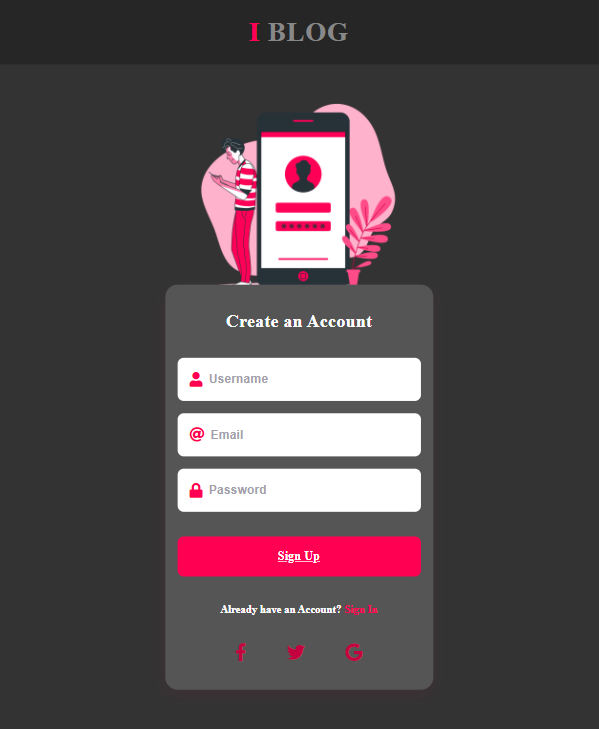 I BLOG
Create an Account
Username
Email
Password
Sign Up
Already have an Account? Sign In